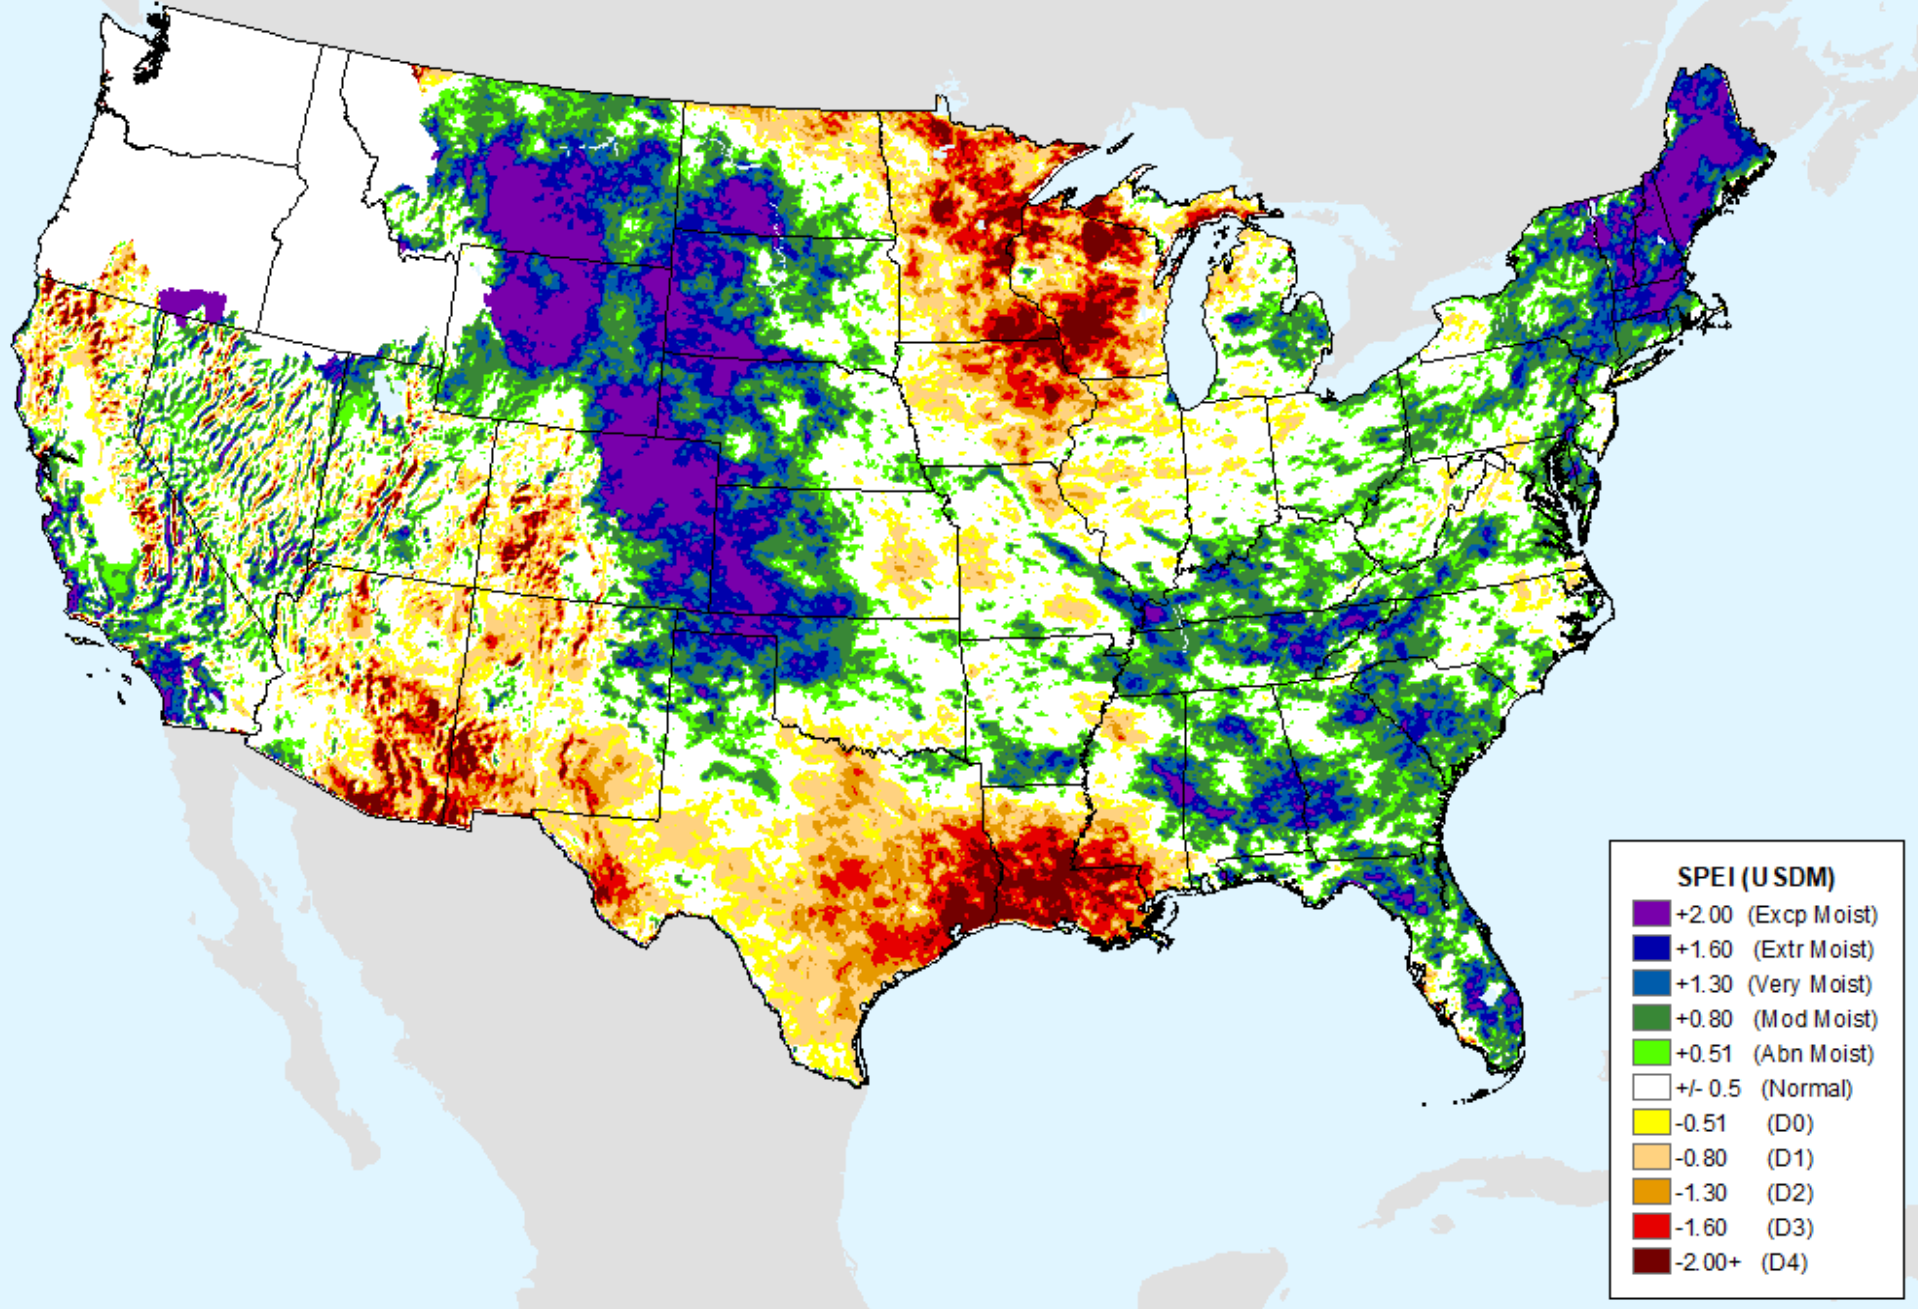 SPEI (USDM)
+2.00 (Excp Moist)
+1.60 (Extr Moist)
+1.30 (Very Moist)
+0.80 (Mod Moist)
+0.51 (Abn Moist)
+/- 0.5 (Normal)
-0.51 (D0)
-0.80 (D1)
-1.30 (D2)
-1.60 (D3)
-2.00+ (D4)